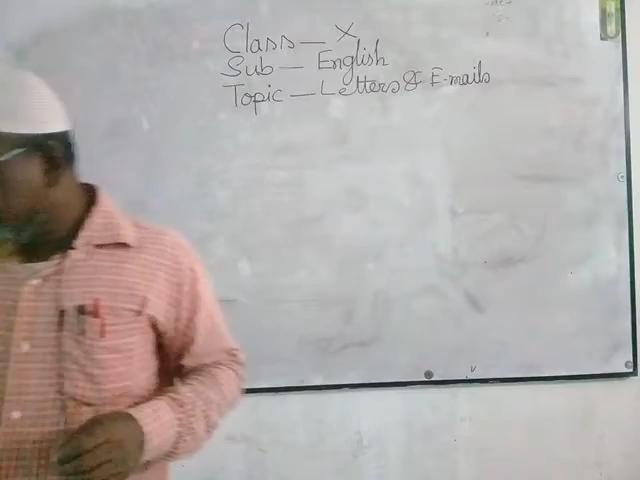 Class — X
Sub — English
Topic — Letters & E-mails